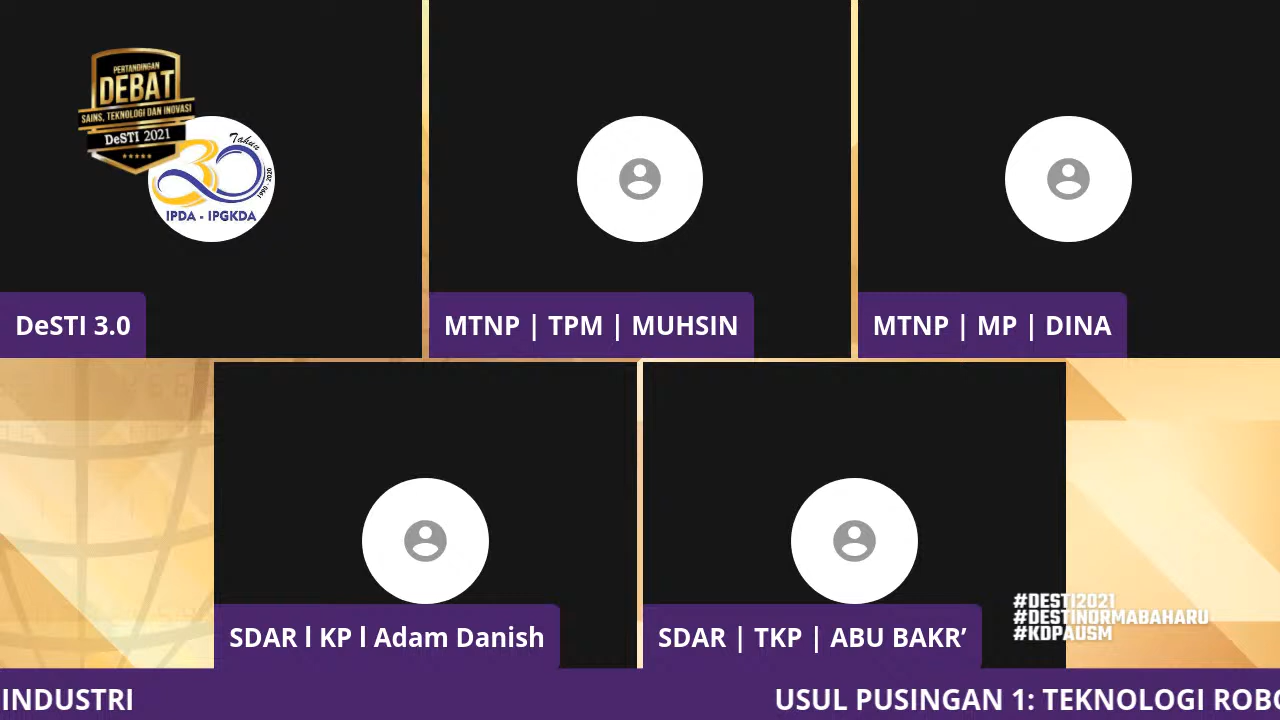 PERTANDINGAN
DEBAT
SAINS, TEKNOLOGI DAN INOVASI
DeSTI 2021
Tahun
30
1990 - 2020
IPDA - IPGKDA
DeSTI 3.0
MTNP | TPM | MUHSIN
MTNP | MP | DINA
SDAR l KP l Adam Danish
SDAR | TKP | ABU BAKR’
#DESTI2021
#DESTINORMABAHARU
#KDPAUSM
INDUSTRI
USUL PUSINGAN 1: TEKNOLOGI ROBO